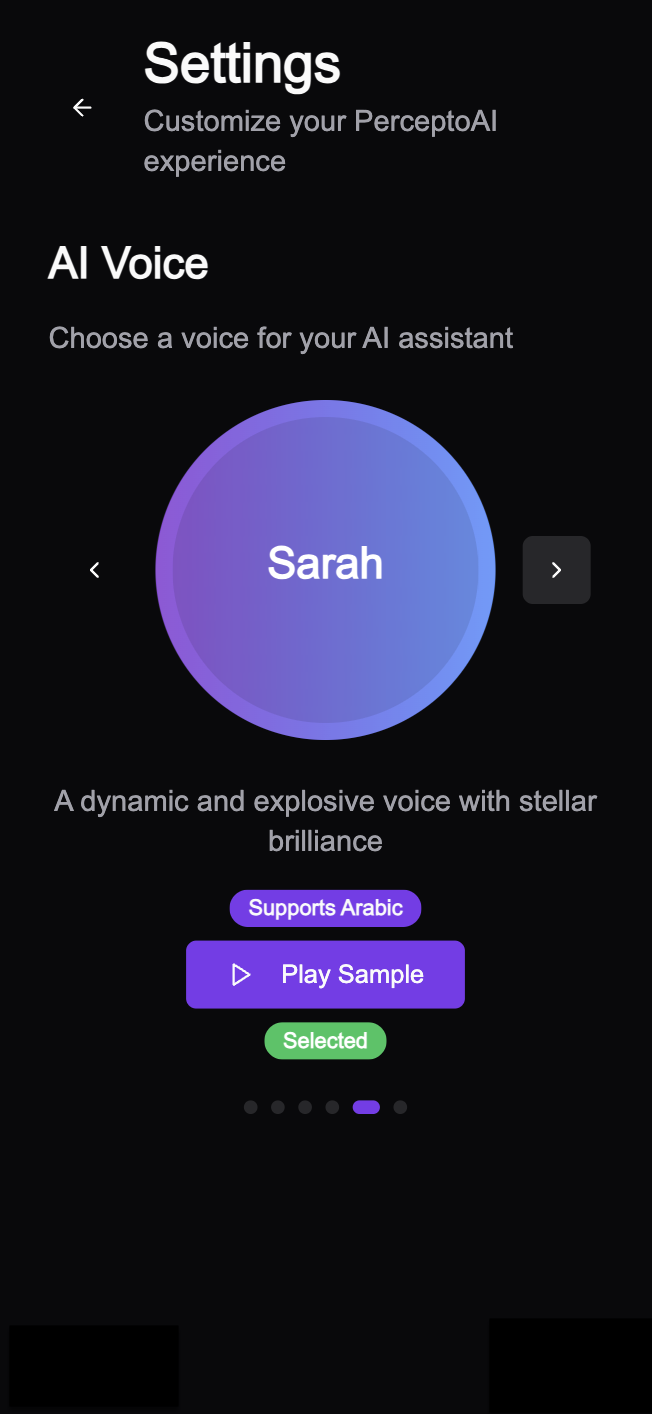 Settings
Customize your PerceptoAI
experience
AI Voice
Choose a voice for your AI assistant
Sarah
A dynamic and explosive voice with stellar
brilliance
Supports Arabic
Play Sample
Selected